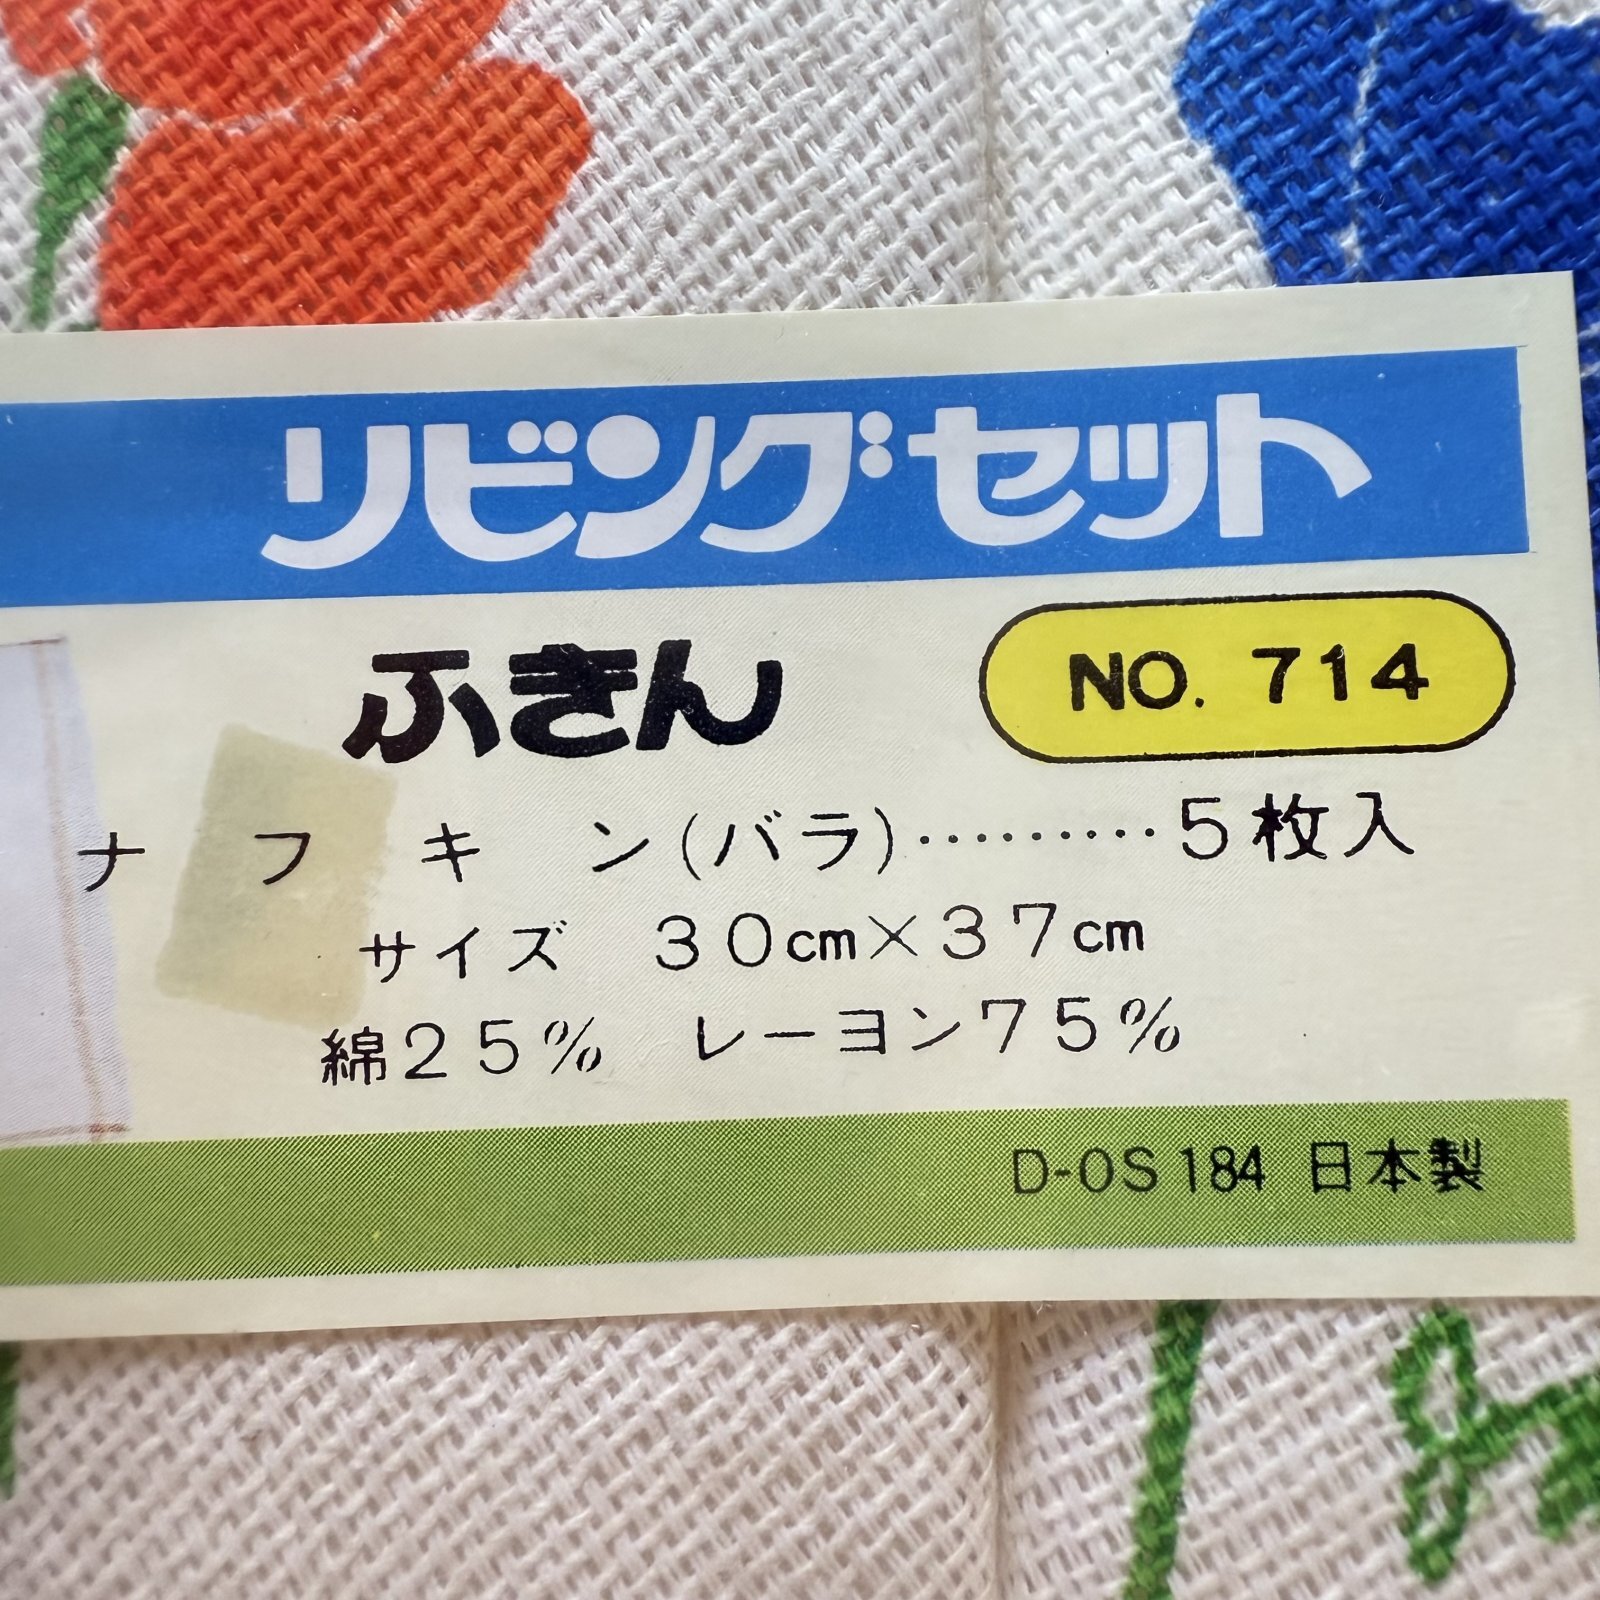 リビングセット
ふきん
NO. 714
ナフキン(バラ)………5枚入
サイズ 30cm×37cm
綿25% レーヨン75%
D-OS184 日本製